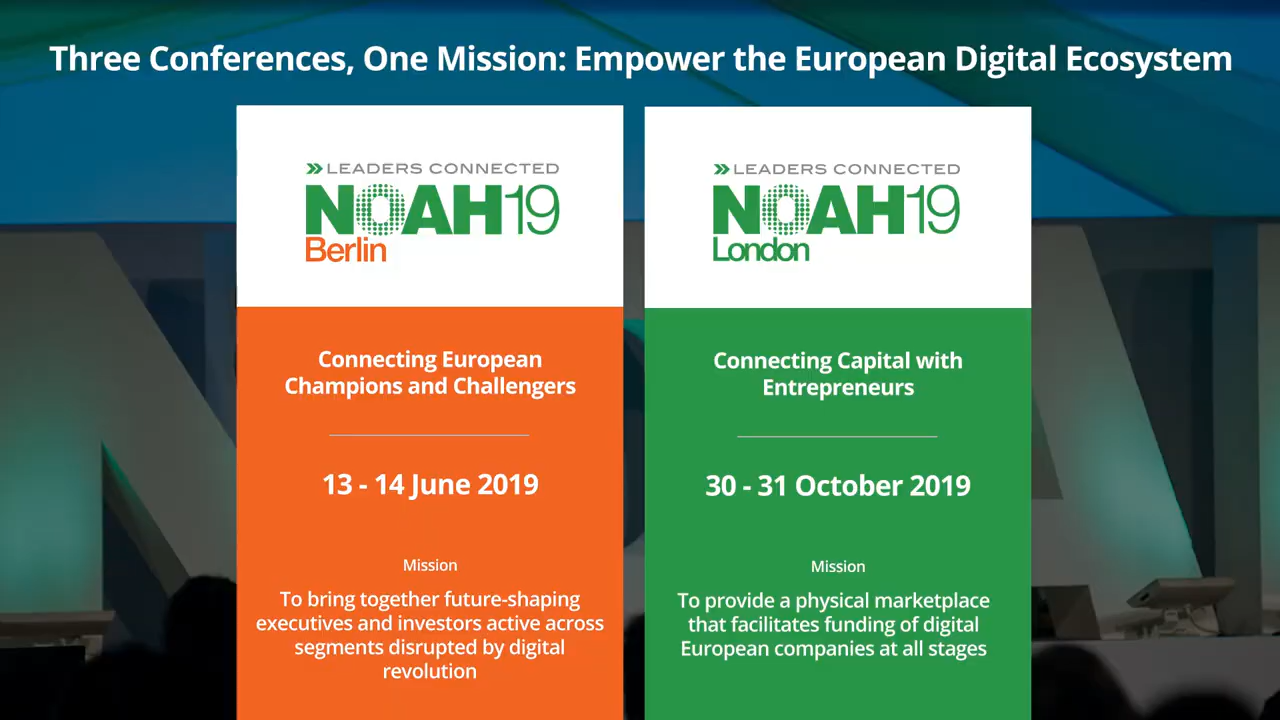 Three Conferences, One Mission: Empower the European Digital Ecosystem
LEADERS CONNECTED
NOAH19
Berlin
Connecting European
Champions and Challengers
13 - 14 June 2019
Mission
To bring together future-shaping
executives and investors active across
segments disrupted by digital
revolution
LEADERS CONNECTED
NOAH19
London
Connecting Capital with
Entrepreneurs
30 - 31 October 2019
Mission
To provide a physical marketplace
that facilitates funding of digital
European companies at all stages